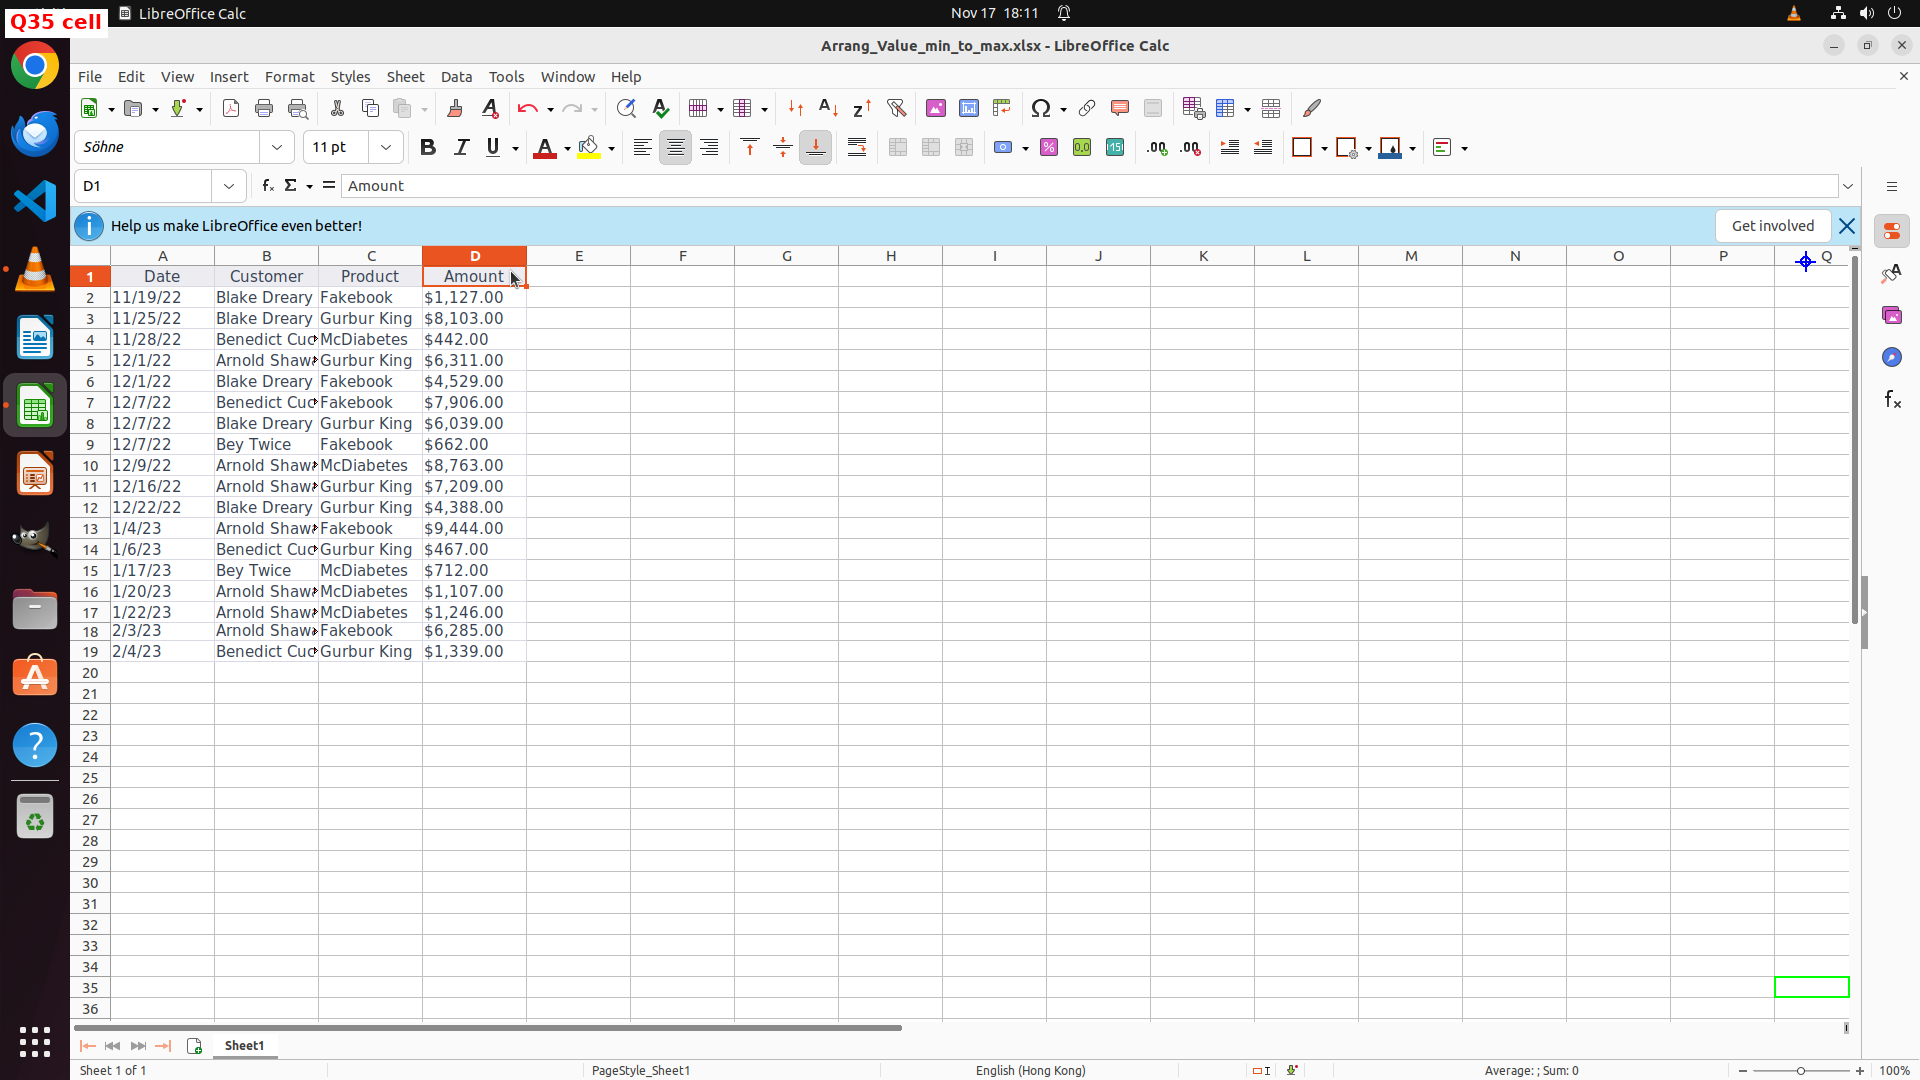 Q35 cell
LibreOffice Calc
Nov 17 18:11
Arrang_Value_min_to_max.xlsx - LibreOffice Calc
File Edit View Insert Format Styles Sheet Data Tools Window Help
Söhne 11 pt
D1 Amount
Help us make LibreOffice even better! Get involved
A B C D E F G H I J K L M N O P Q
1 Date Customer Product Amount
2 11/19/22 Blake Dreary Fakebook $1,127.00
3 11/25/22 Blake Dreary Gurbur King $8,103.00
4 11/28/22 Benedict Cuc McDiabetes $442.00
5 12/1/22 Arnold Shaw Gurbur King $6,311.00
6 12/1/22 Blake Dreary Fakebook $4,529.00
7 12/7/22 Benedict Cuc Fakebook $7,906.00
8 12/7/22 Blake Dreary Gurbur King $6,039.00
9 12/7/22 Bey Twice Fakebook $662.00
10 12/9/22 Arnold Shaw McDiabetes $8,763.00
11 12/16/22 Arnold Shaw Gurbur King $7,209.00
12 12/22/22 Blake Dreary Gurbur King $4,388.00
13 1/4/23 Arnold Shaw Fakebook $9,444.00
14 1/6/23 Benedict Cuc Gurbur King $467.00
15 1/17/23 Bey Twice McDiabetes $712.00
16 1/20/23 Arnold Shaw McDiabetes $1,107.00
17 1/22/23 Arnold Shaw McDiabetes $1,246.00
18 2/3/23 Arnold Shaw Fakebook $6,285.00
19 2/4/23 Benedict Cuc Gurbur King $1,339.00
20
21
22
23
24
25
26
27
28
29
30
31
32
33
34
35
36
Sheet1
Sheet 1 of 1 PageStyle_Sheet1 English (Hong Kong) Average: ; Sum: 0 100%